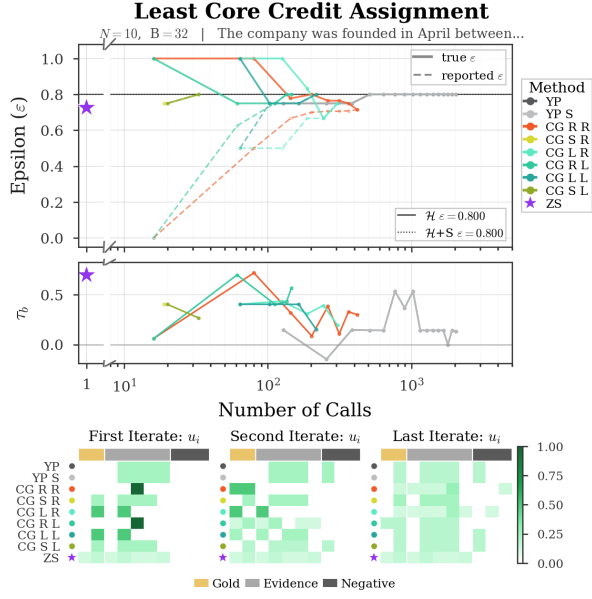 Least Core Credit Assignment
N=10, B=32 | The company was founded in April between...
Epsilon (ε)
1.0
0.8
0.6
0.4
0.2
0.0
true ε
reported ε
ℋ ε=0.800
ℋ+S ε=0.800
Method
YP
YP S
CG R R
CG S R
CG L R
CG R L
CG L L
CG S L
ZS
τ_b
0.5
0.0
1
10¹
10²
10³
Number of Calls
First Iterate: u_i
Second Iterate: u_i
Last Iterate: u_i
YP
YP S
CG R R
CG S R
CG L R
CG R L
CG L L
CG S L
ZS
1.00
0.75
0.50
0.25
0.00
Gold
Evidence
Negative